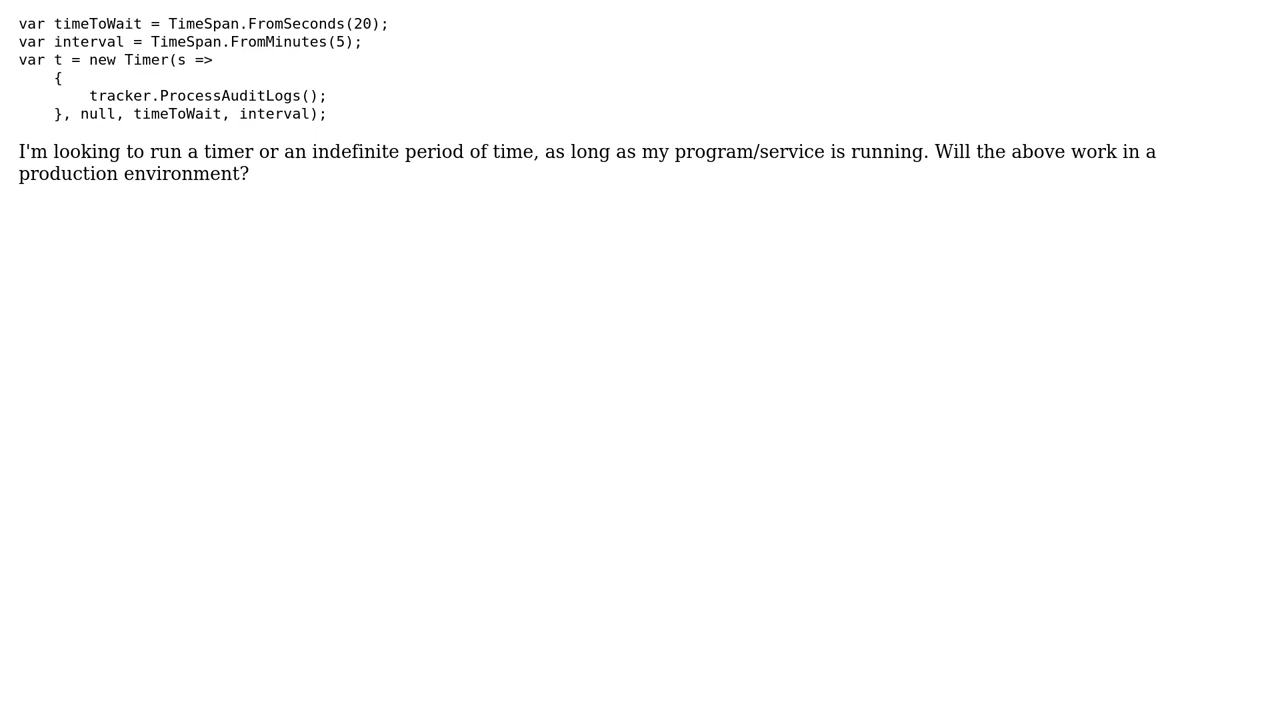 var timeToWait = TimeSpan.FromSeconds(20);
var interval = TimeSpan.FromMinutes(5);
var t = new Timer(s =>
    {
        tracker.ProcessAuditLogs();
    }, null, timeToWait, interval);
I'm looking to run a timer or an indefinite period of time, as long as my program/service is running. Will the above work in a
production environment?